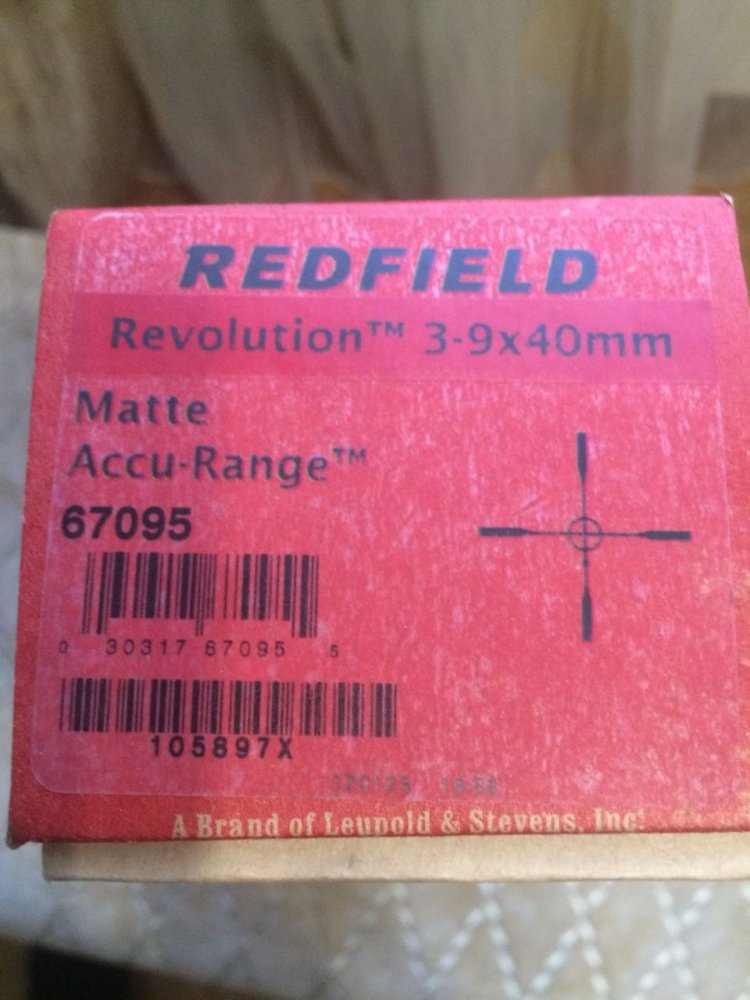 REDFIELD
Revolution™ 3-9x40mm
Matte
Accu-Range™
67095
0 30317 67095 5
105897X
A Brand of Leupold & Stevens, Inc.